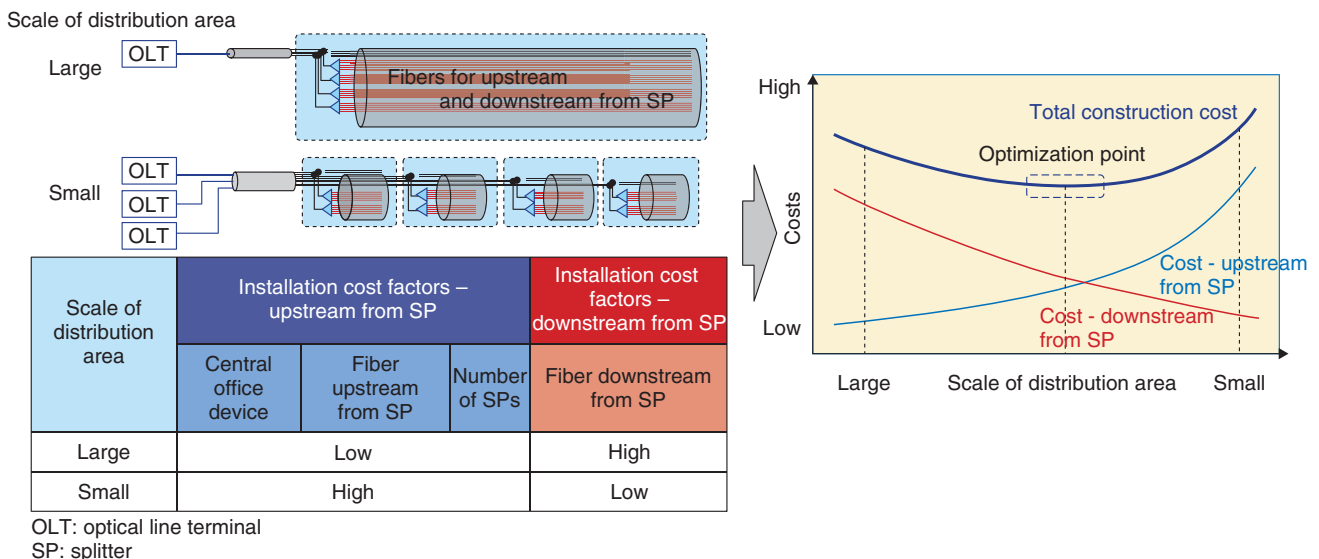 Scale of distribution area
Large
OLT
Fibers for upstream
and downstream from SP
Small
OLT
OLT
OLT
Scale of
distribution
area
Installation cost factors –
upstream from SP
Installation cost
factors –
downstream from SP
Central
office
device
Fiber
upstream
from SP
Number
of SPs
Fiber downstream
from SP
Large
Low
High
Small
High
Low
OLT: optical line terminal
SP: splitter
High
Costs
Low
Total construction cost
Optimization point
Cost - upstream
from SP
Cost - downstream
from SP
Large
Scale of distribution area
Small